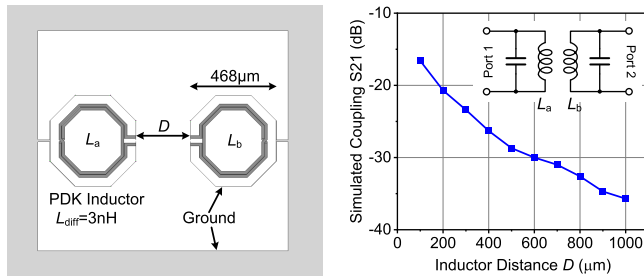 468μm
D
La
Lb
PDK Inductor
Ldiff=3nH
Ground
Simulated Coupling S21 (dB)
-10
-20
-30
-40
Port 1
La
Lb
Port 2
0
200
400
600
800
1000
Inductor Distance D (μm)